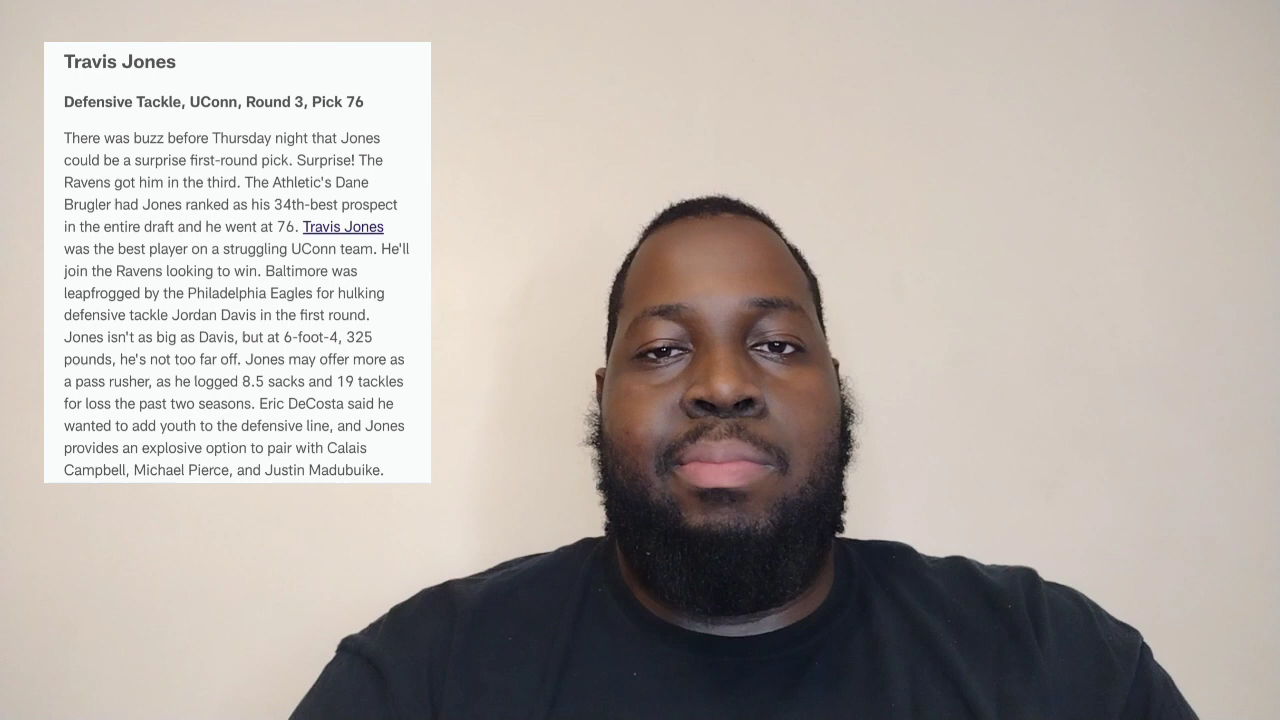 Travis Jones
Defensive Tackle, UConn, Round 3, Pick 76
There was buzz before Thursday night that Jones
could be a surprise first-round pick. Surprise! The
Ravens got him in the third. The Athletic's Dane
Brugler had Jones ranked as his 34th-best prospect
in the entire draft and he went at 76. Travis Jones
was the best player on a struggling UConn team. He'll
join the Ravens looking to win. Baltimore was
leapfrogged by the Philadelphia Eagles for hulking
defensive tackle Jordan Davis in the first round.
Jones isn't as big as Davis, but at 6-foot-4, 325
pounds, he's not too far off. Jones may offer more as
a pass rusher, as he logged 8.5 sacks and 19 tackles
for loss the past two seasons. Eric DeCosta said he
wanted to add youth to the defensive line, and Jones
provides an explosive option to pair with Calais
Campbell, Michael Pierce, and Justin Madubuike.